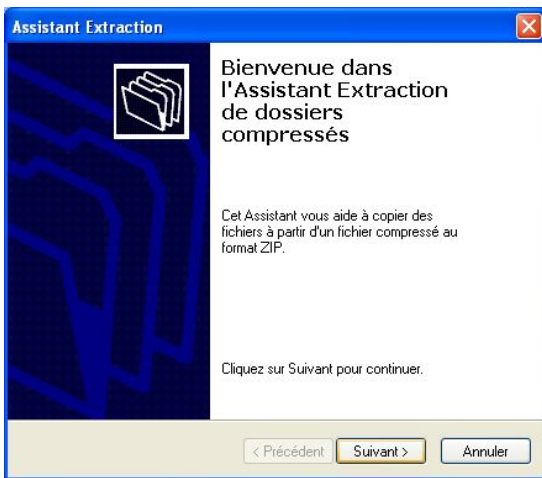 Assistant Extraction
Bienvenue dans
l'Assistant Extraction
de dossiers
compressés
Cet Assistant vous aide à copier des
fichiers à partir d'un fichier compressé au
format ZIP.
Cliquez sur Suivant pour continuer.
< Précédent Suivant > Annuler